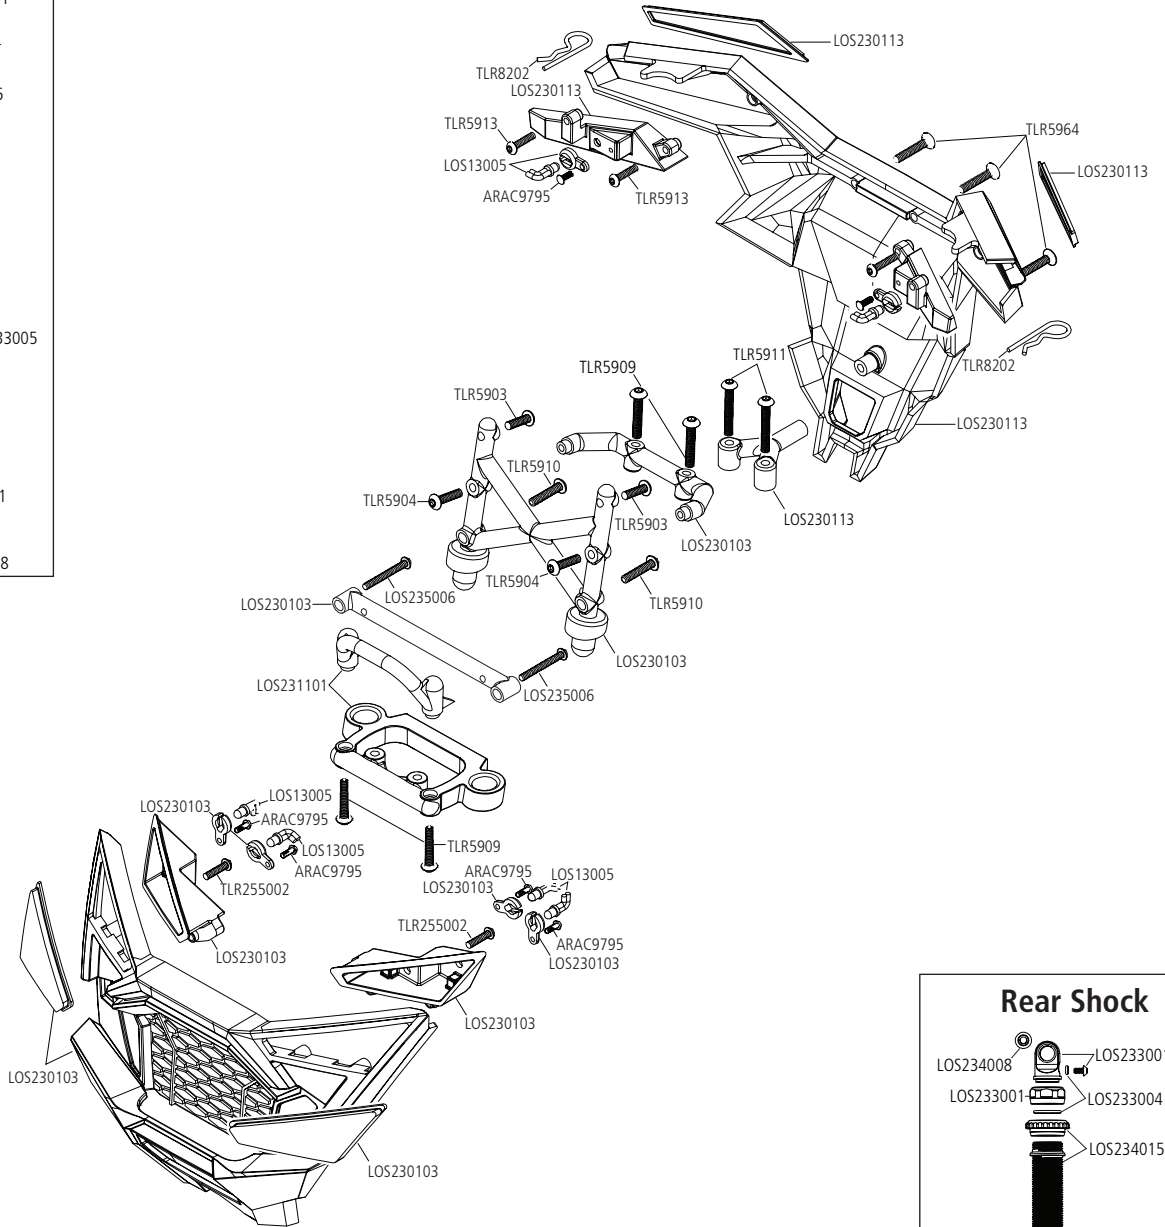 LOS230113
TLR8202
LOS230113
TLR5913
TLR5964
LOS13005
LOS230113
ARAC9795
TLR5913
33005
TLR5911
TLR5909
TLR8202
TLR5903
LOS230113
TLR5910
TLR5904
TLR5903
LOS230113
LOS230103
TLR5904
LOS235006
LOS230103
TLR5910
LOS230103
LOS231101
LOS235006
LOS13005
LOS230103
ARAC9795
LOS13005
TLR5909
ARAC9795
ARAC9795
LOS13005
LOS230103
TLR255002
TLR255002
ARAC9795
LOS230103
LOS230103
LOS230103
LOS230103
LOS230103
Rear Shock
LOS234008
LOS23300
LOS233001
LOS233004
LOS234015